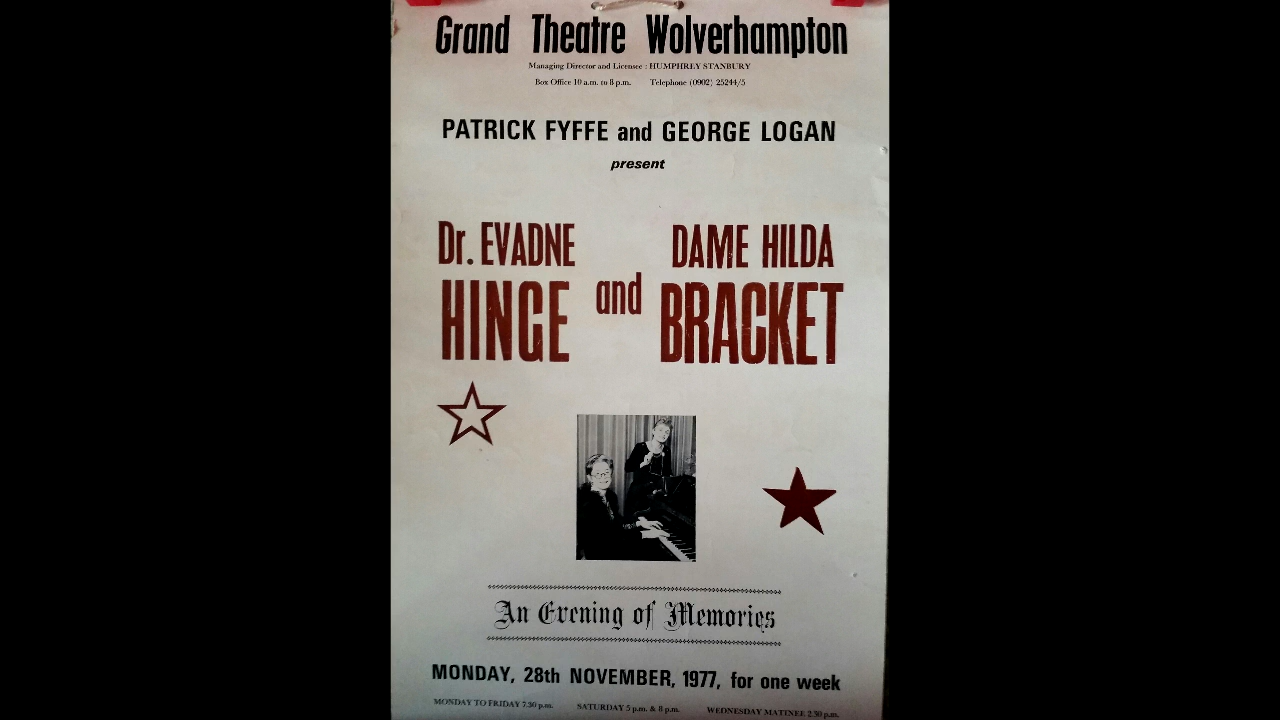 Grand Theatre Wolverhampton
Managing Director and Licensee : HUMPHREY STANBURY
Box Office 10 a.m. to 8 p.m. Telephone (0902) 25244/5
PATRICK FYFFE and GEORGE LOGAN
present
Dr. EVADNE HINGE and DAME HILDA BRACKET
An Evening of Memories
MONDAY, 28th NOVEMBER, 1977, for one week
MONDAY TO FRIDAY 7.30 p.m. SATURDAY 5 p.m. & 8 p.m. WEDNESDAY MATINEE 2.30 p.m.